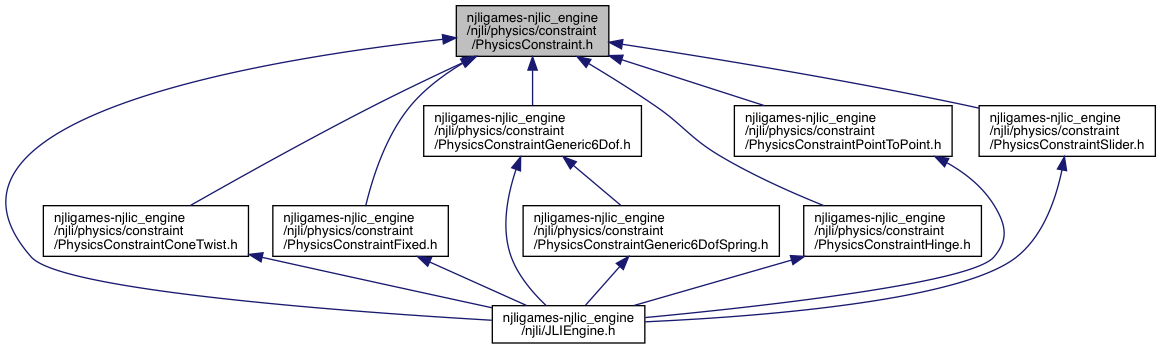 njligames-njlic_engine
/njli/physics/constraint
/PhysicsConstraint.h
njligames-njlic_engine
/njli/physics/constraint
/PhysicsConstraintGeneric6Dof.h
njligames-njlic_engine
/njli/physics/constraint
/PhysicsConstraintPointToPoint.h
njligames-njlic_engine
/njli/physics/constraint
/PhysicsConstraintSlider.h
njligames-njlic_engine
/njli/physics/constraint
/PhysicsConstraintConeTwist.h
njligames-njlic_engine
/njli/physics/constraint
/PhysicsConstraintFixed.h
njligames-njlic_engine
/njli/physics/constraint
/PhysicsConstraintGeneric6DofSpring.h
njligames-njlic_engine
/njli/physics/constraint
/PhysicsConstraintHinge.h
njligames-njlic_engine
/njli/JLIEngine.h